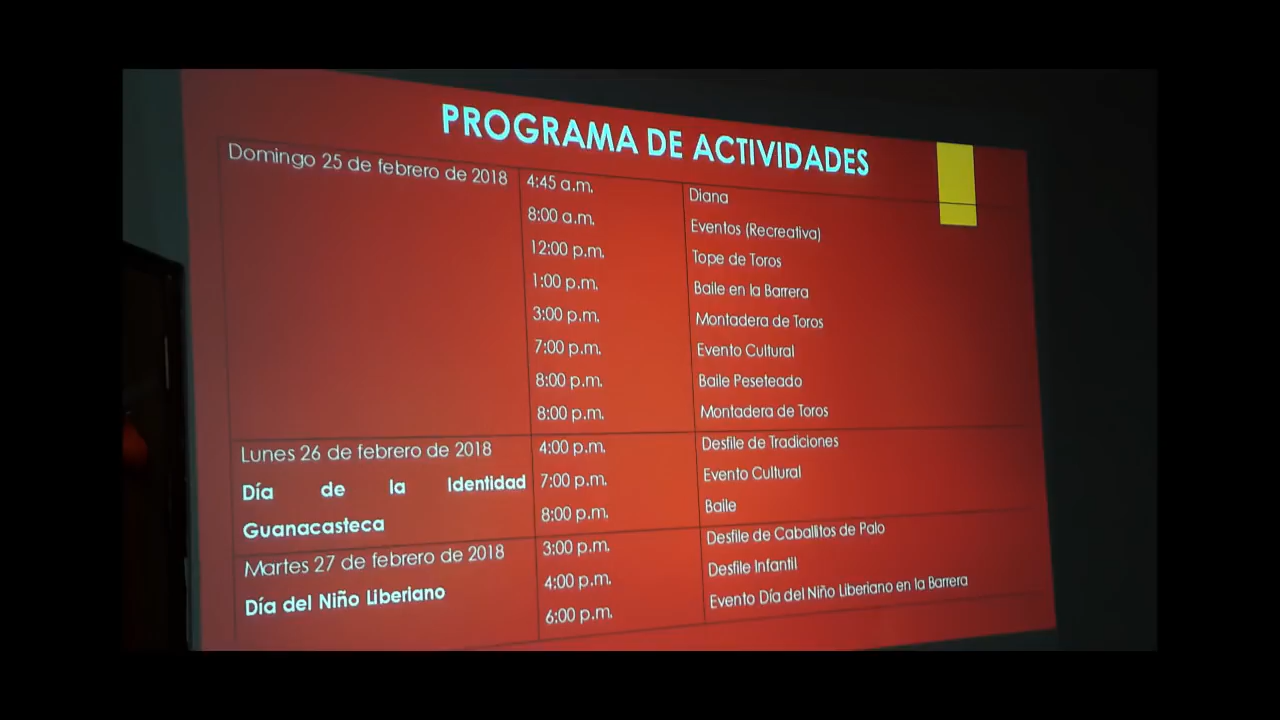 PROGRAMA DE ACTIVIDADES
Domingo 25 de febrero de 2018
4:45 a.m. Diana
8:00 a.m. Eventos (Recreativa)
12:00 p.m. Tope de Toros
1:00 p.m. Baile en la Barrera
3:00 p.m. Montadera de Toros
7:00 p.m. Evento Cultural
8:00 p.m. Baile Peseteado
8:00 p.m. Montadera de Toros
Lunes 26 de febrero de 2018 4:00 p.m. Desfile de Tradiciones
Día de la Identidad 7:00 p.m. Evento Cultural
Guanacasteca 8:00 p.m. Baile
Martes 27 de febrero de 2018 3:00 p.m. Desfile de Caballitos de Palo
Día del Niño Liberiano 4:00 p.m. Desfile Infantil
6:00 p.m. Evento Día del Niño Liberiano en la Barrera